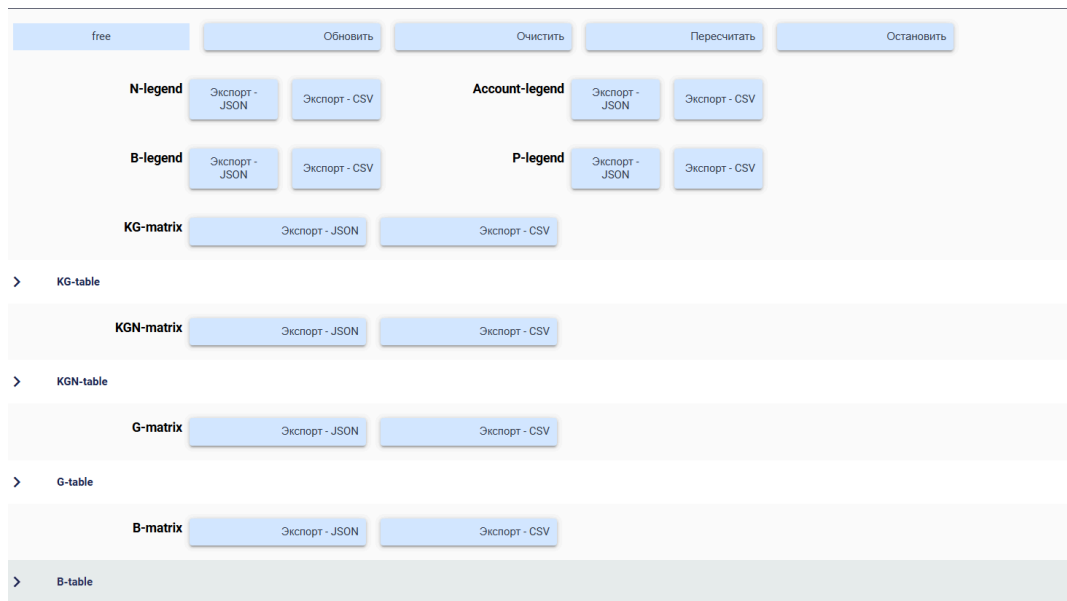 free
Обновить
Очистить
Пересчитать
Остановить
N-legend
Экспорт -
JSON
Экспорт - CSV
Account-legend
Экспорт -
JSON
Экспорт - CSV
B-legend
Экспорт -
JSON
Экспорт - CSV
P-legend
Экспорт -
JSON
Экспорт - CSV
KG-matrix
Экспорт - JSON
Экспорт - CSV
KG-table
KGN-matrix
Экспорт - JSON
Экспорт - CSV
KGN-table
G-matrix
Экспорт - JSON
Экспорт - CSV
G-table
B-matrix
Экспорт - JSON
Экспорт - CSV
B-table